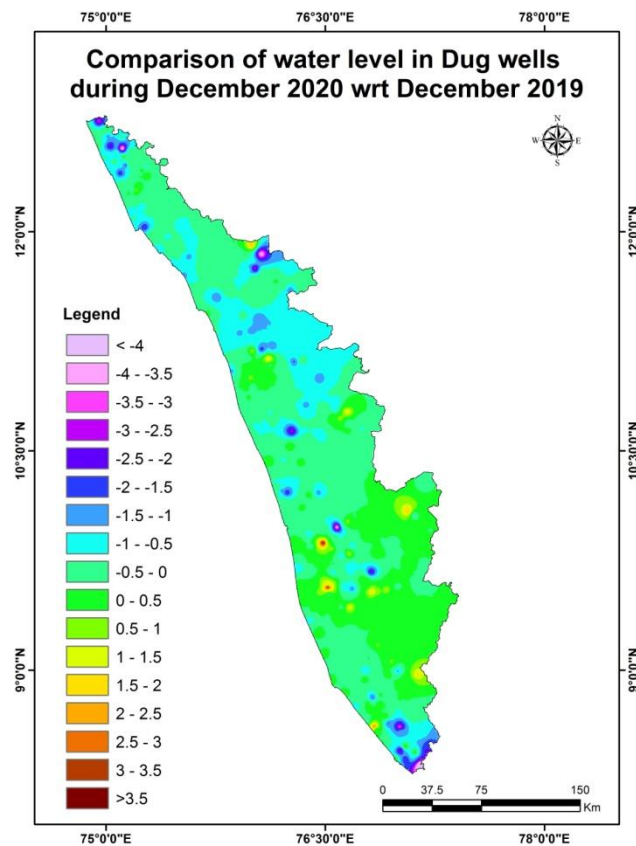 75°0'0"E 76°30'0"E 78°0'0"E
Comparison of water level in Dug wells
during December 2020 wrt December 2019
N
W E
S
12°0'0"N 12°0'0"N
Legend
< -4
-4 - -3.5
-3.5 - -3
-3 - -2.5
-2.5 - -2
-2 - -1.5
-1.5 - -1
-1 - -0.5
-0.5 - 0
0 - 0.5
0.5 - 1
1 - 1.5
1.5 - 2
2 - 2.5
2.5 - 3
3 - 3.5
>3.5
10°30'0"N 10°30'0"N
9°0'0"N 9°0'0"N
0 37.5 75 150
Km
75°0'0"E 76°30'0"E 78°0'0"E